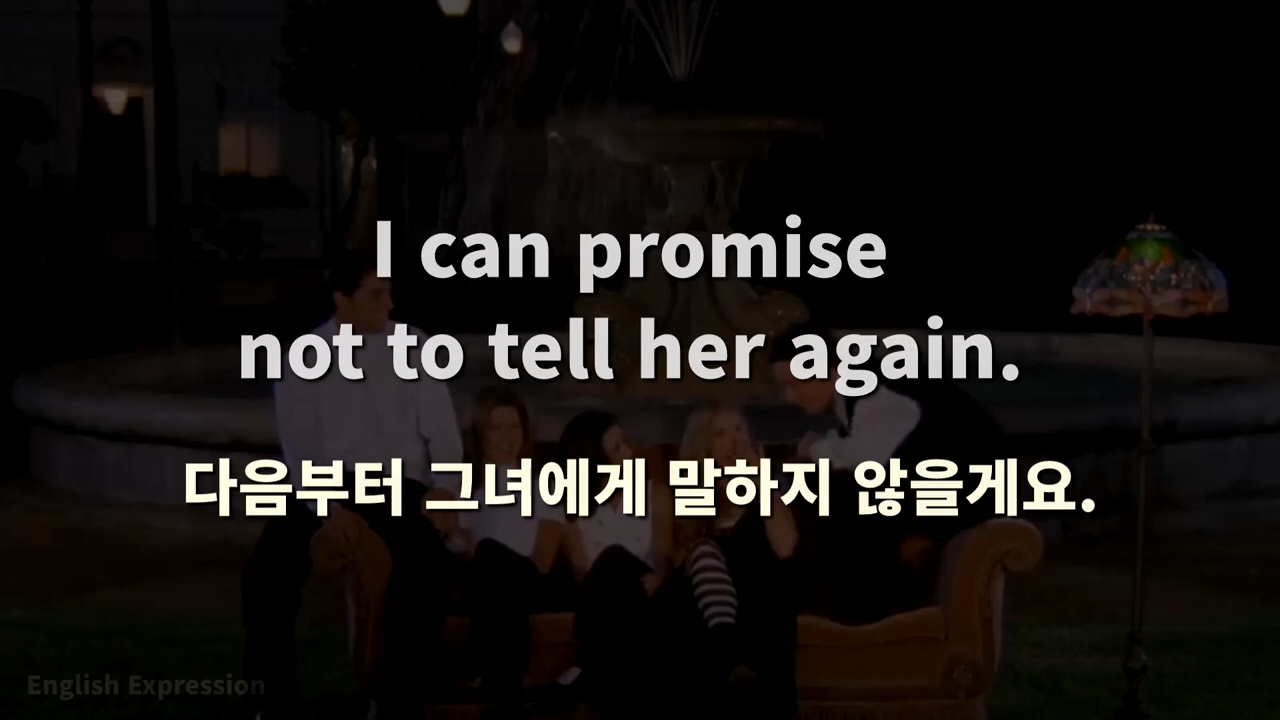 I can promise
not to tell her again.
다음부터 그녀에게 말하지 않을게요.
English Expression